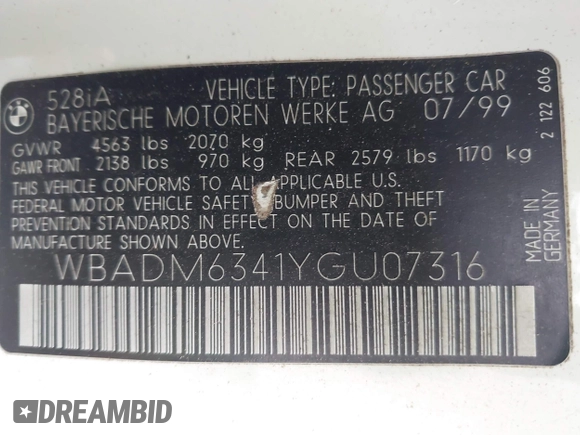 528iA VEHICLE TYPE: PASSENGER CAR
BAYERISCHE MOTOREN WERKE AG 07/99
GVWR 4563 lbs 2070 kg
GAWR FRONT 2138 lbs 970 kg REAR 2579 lbs 1170 kg
THIS VEHICLE CONFORMS TO ALL APPLICABLE U.S.
FEDERAL MOTOR VEHICLE SAFETY BUMPER AND THEFT
PREVENTION STANDARDS IN EFFECT ON THE DATE OF
MANUFACTURE SHOWN ABOVE.
WBADM6341YGU07316
MADE IN
GERMANY
2 122 606
DREAMBID